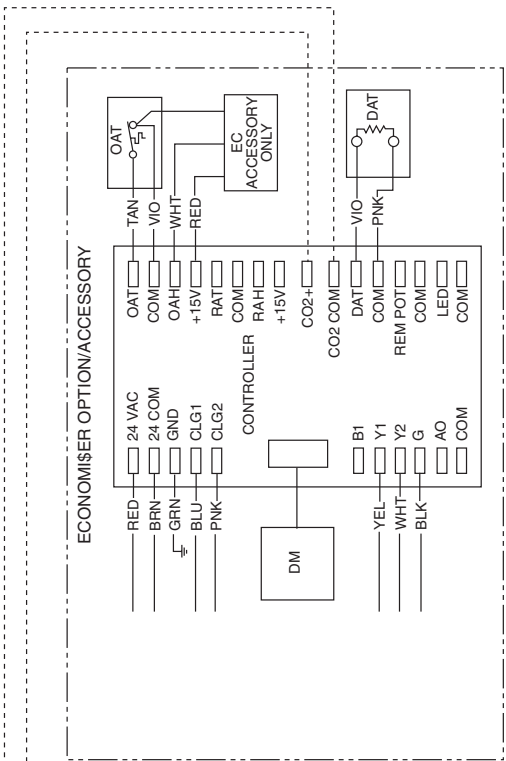 ECONOMI$ER OPTION/ACCESSORY
RED
24 VAC
BRN
24 COM
GRN
GND
BLU
CLG1
PNK
CLG2
CONTROLLER
DM
B1
YEL
Y1
WHT
Y2
BLK
G
AO
COM
OAT
TAN
OAT
VIO
COM
WHT
OAH
RED
+15V
EC
ACCESSORY
ONLY
RAT
COM
RAH
+15V
CO2+
CO2 COM
DAT
VIO
DAT
PNK
COM
REM POT
COM
LED
COM